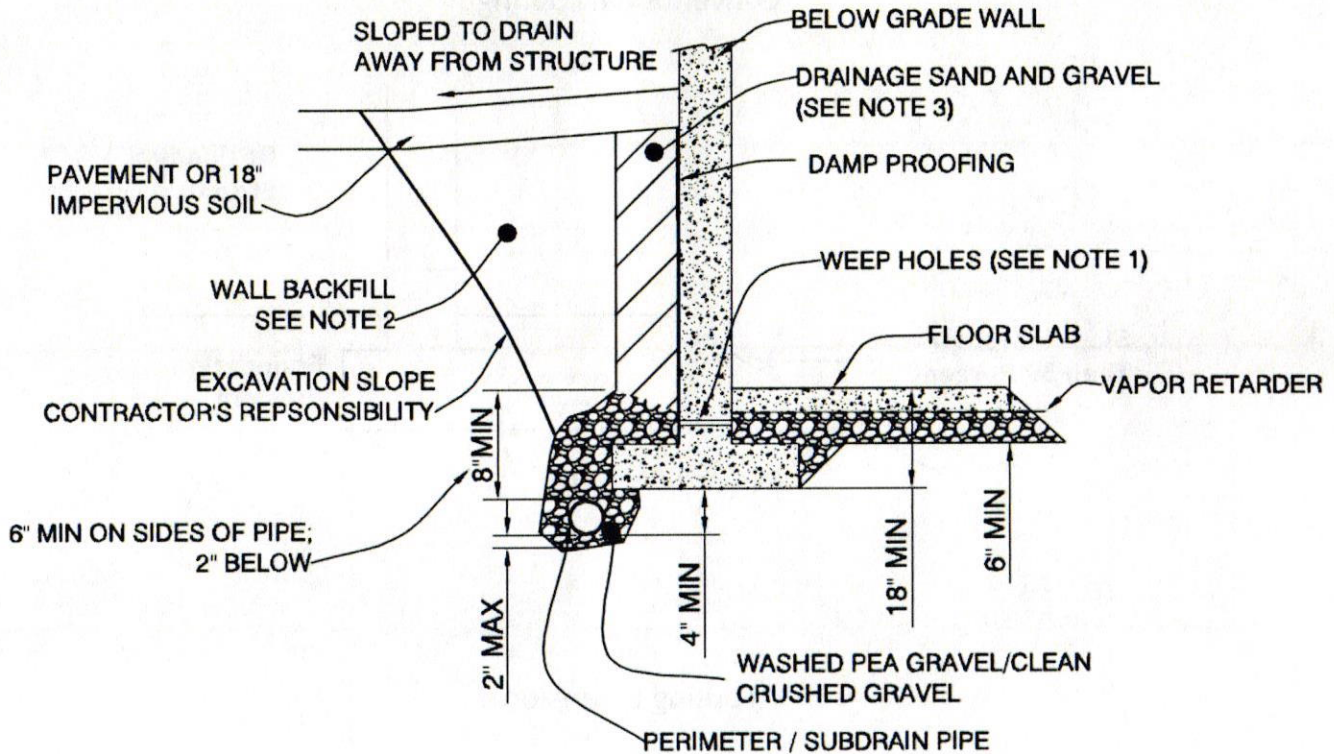 SLOPED TO DRAIN
AWAY FROM STRUCTURE
BELOW GRADE WALL
DRAINAGE SAND AND GRAVEL
(SEE NOTE 3)
DAMP PROOFING
PAVEMENT OR 18"
IMPERVIOUS SOIL
WEEP HOLES (SEE NOTE 1)
WALL BACKFILL
SEE NOTE 2
FLOOR SLAB
EXCAVATION SLOPE
CONTRACTOR'S REPSONSIBILITY
VAPOR RETARDER
8"MIN
6" MIN ON SIDES OF PIPE;
2" BELOW
2" MAX
4" MIN
18" MIN
6" MIN
WASHED PEA GRAVEL/CLEAN
CRUSHED GRAVEL
PERIMETER / SUBDRAIN PIPE